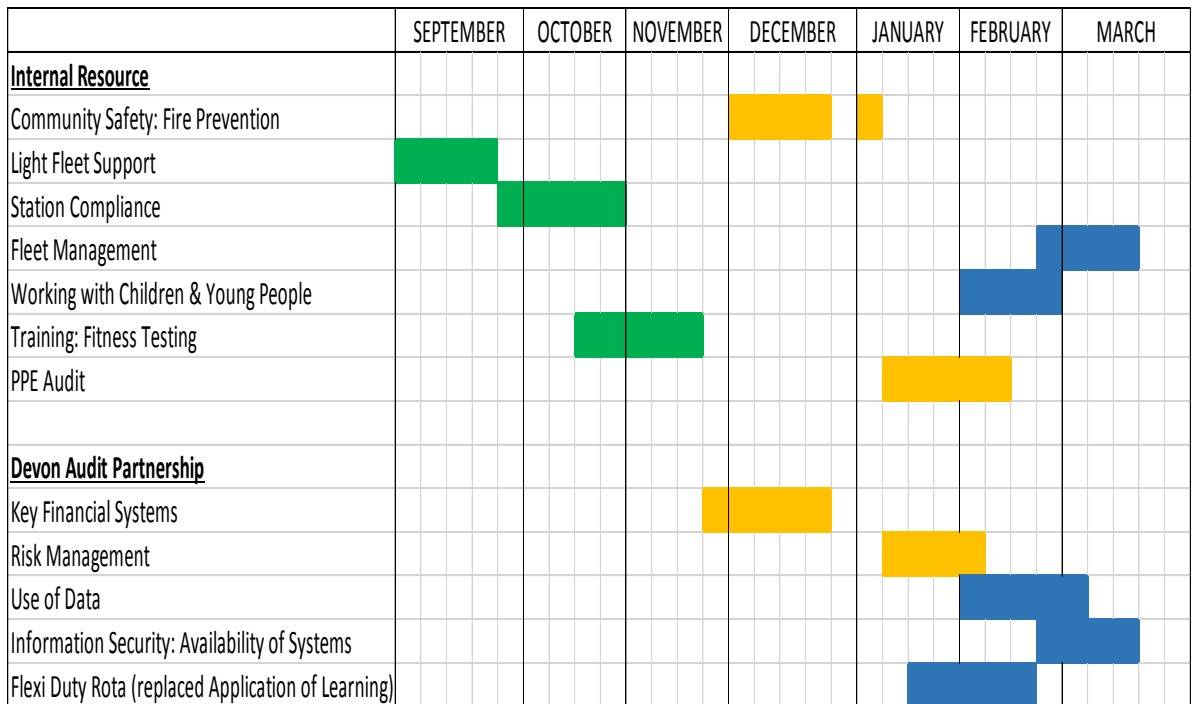 SEPTEMBER OCTOBER NOVEMBER DECEMBER JANUARY FEBRUARY MARCH
Internal Resource
Community Safety: Fire Prevention
Light Fleet Support
Station Compliance
Fleet Management
Working with Children & Young People
Training: Fitness Testing
PPE Audit
Devon Audit Partnership
Key Financial Systems
Risk Management
Use of Data
Information Security: Availability of Systems
Flexi Duty Rota (replaced Application of Learning)